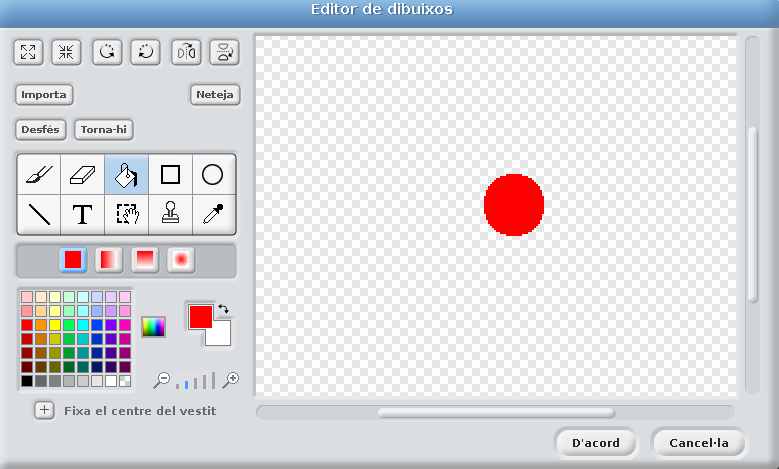 Editor de dibuixos
Importa
Neteja
Desfés
Torna-hi
T
Fixa el centre del vestit
D'acord
Cancel·la